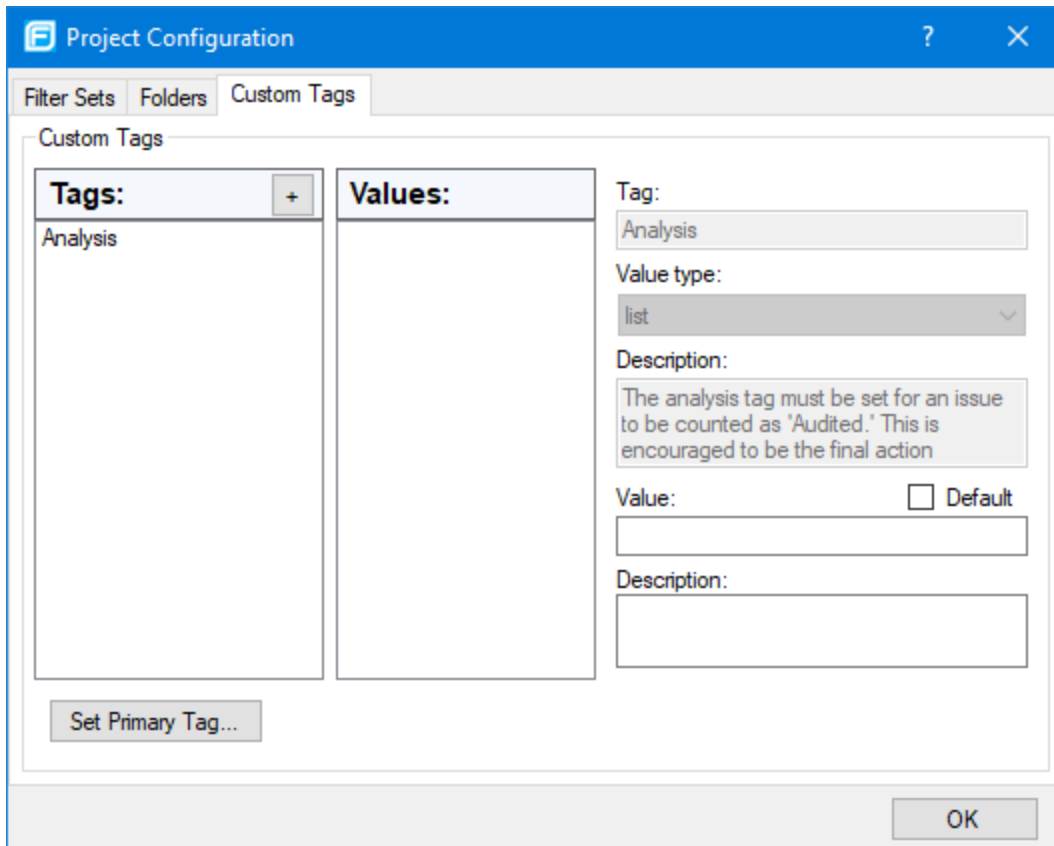 Project Configuration
?
Filter Sets
Folders
Custom Tags
Custom Tags
Tags:
+
Values:
Analysis
Tag:
Analysis
Value type:
list
Description:
The analysis tag must be set for an issue
to be counted as 'Audited.' This is
encouraged to be the final action
Value:
Default
Description:
Set Primary Tag...
OK